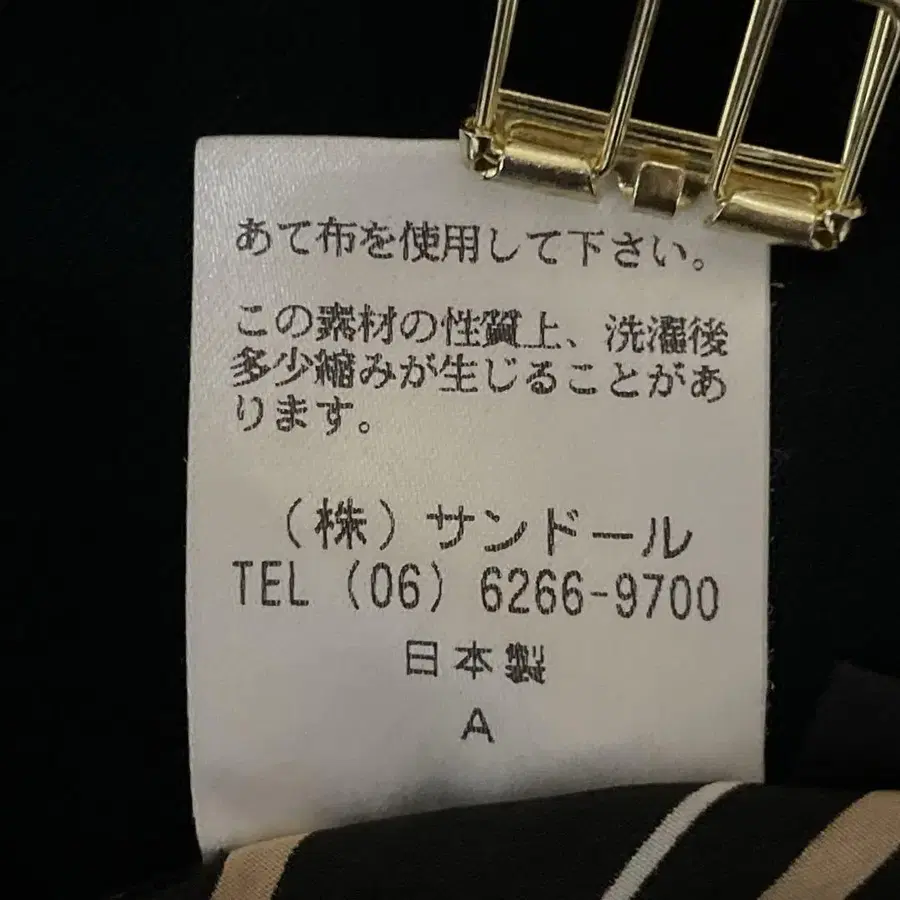 あて布を使用して下さい。
この素材の性質上、洗濯後
多少縮みが生じることがあ
ります。
（株）サンドール
TEL（06）6266-9700
日本製
A